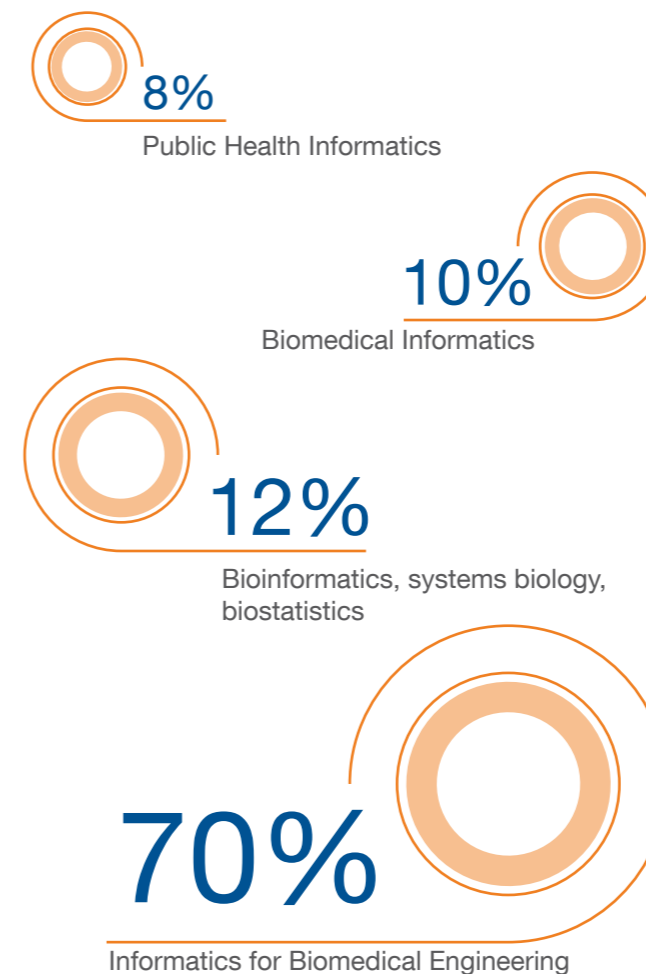 8%
Public Health Informatics
10%
Biomedical Informatics
12%
Bioinformatics, systems biology,
biostatistics
70%
Informatics for Biomedical Engineering